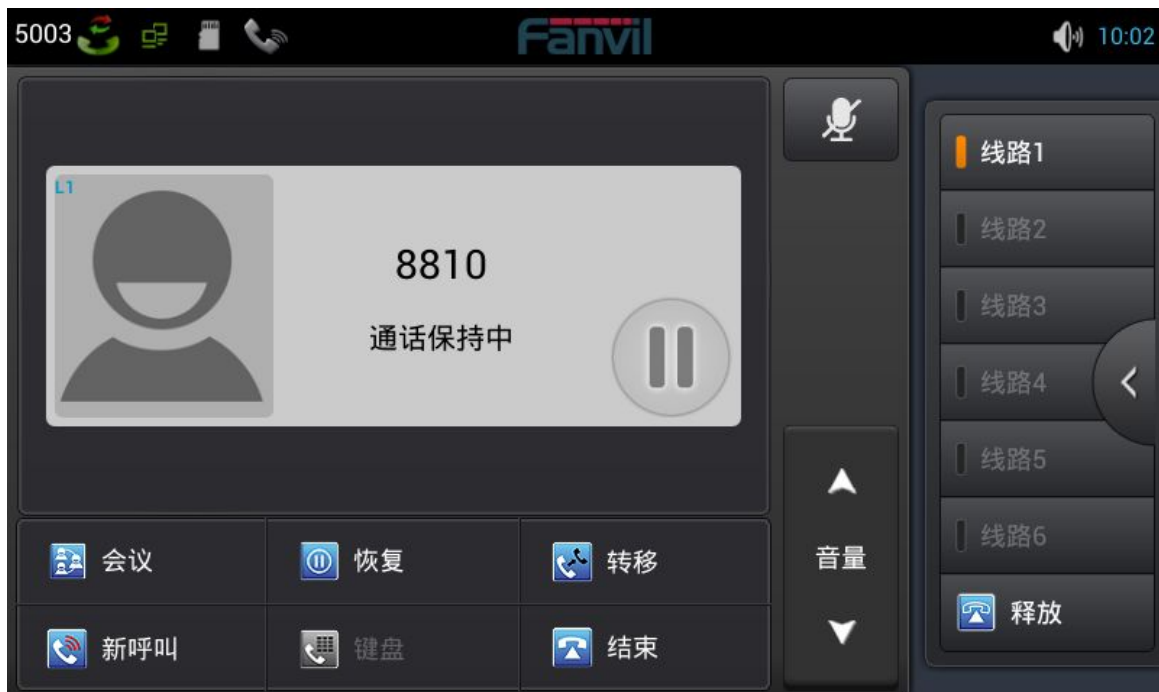 5003
Fanvil
10:02
L1
8810
通话保持中
线路1
线路2
线路3
线路4
线路5
线路6
释放
音量
会议
恢复
转移
新呼叫
键盘
结束